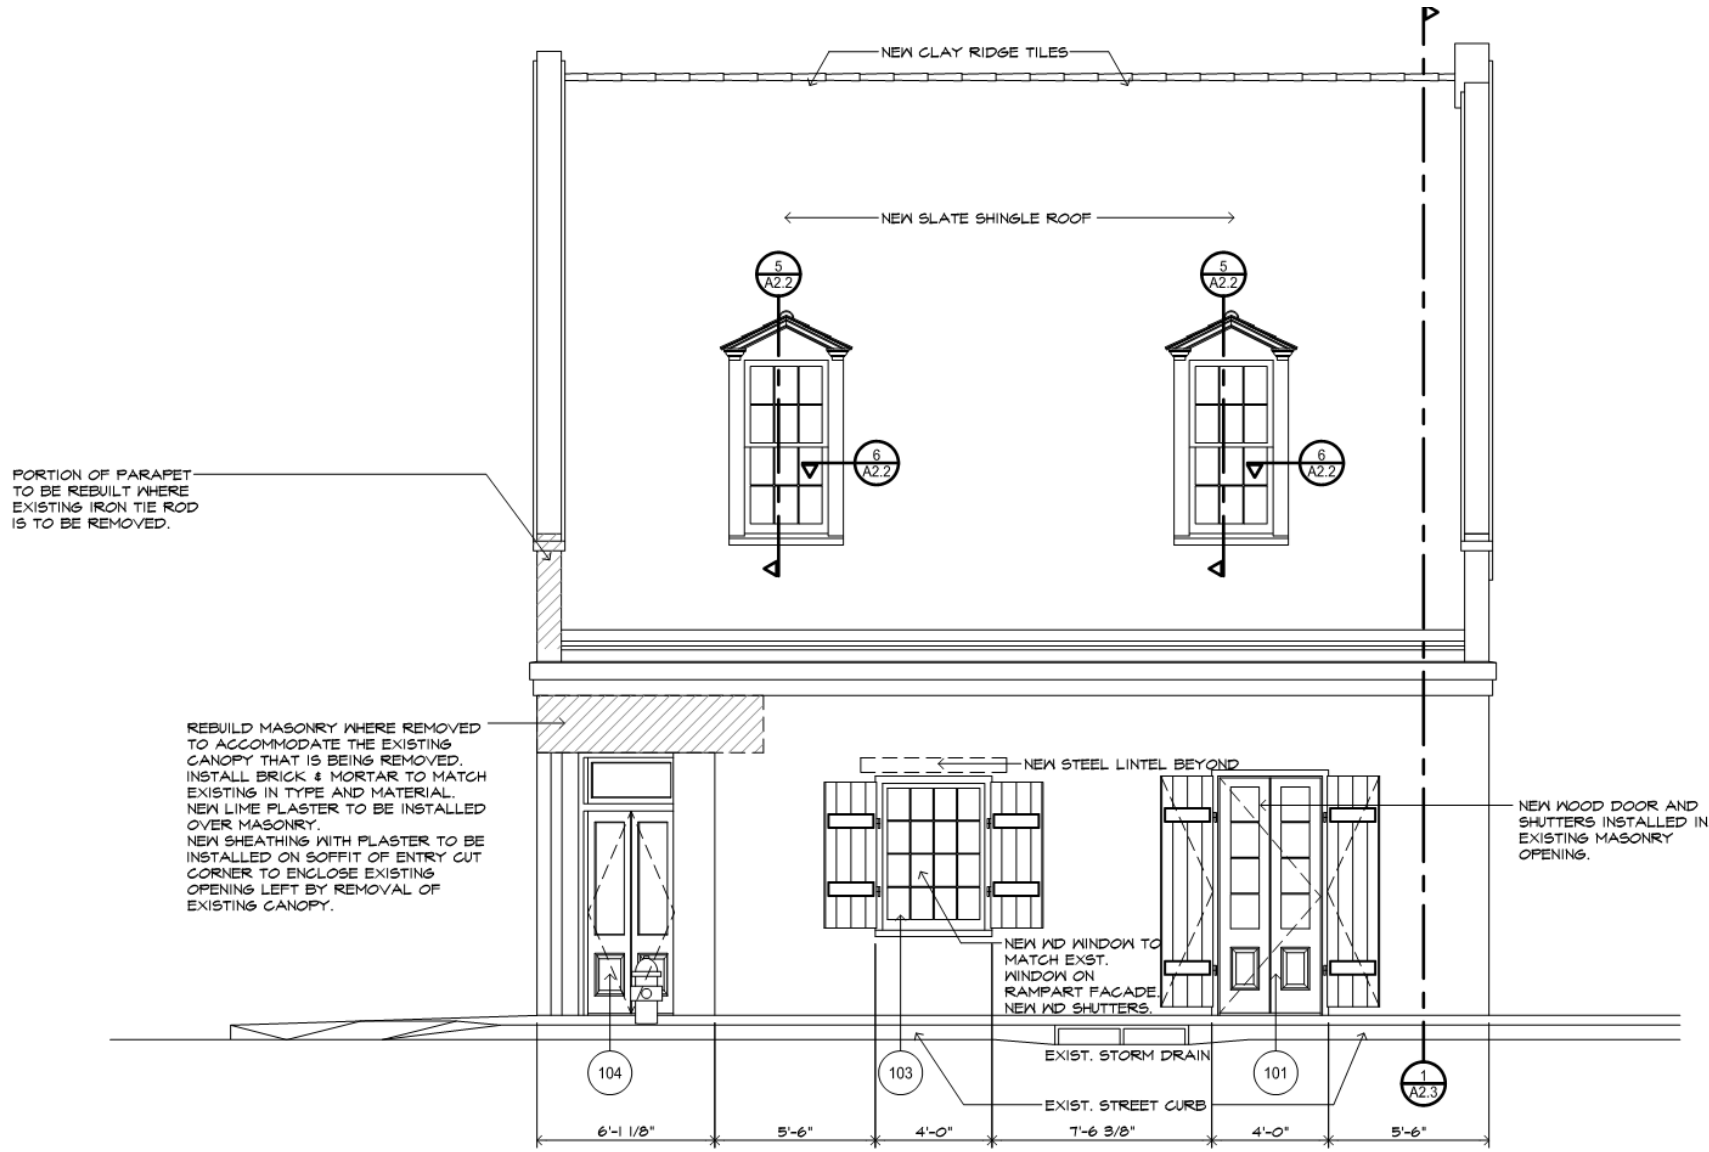 NEW CLAY RIDGE TILES
NEW SLATE SHINGLE ROOF
5
A2.2
5
A2.2
6
A2.2
6
A2.2
PORTION OF PARAPET
TO BE REBUILT WHERE
EXISTING IRON TIE ROD
IS TO BE REMOVED.
REBUILD MASONRY WHERE REMOVED
TO ACCOMMODATE THE EXISTING
CANOPY THAT IS BEING REMOVED.
INSTALL BRICK & MORTAR TO MATCH
EXISTING IN TYPE AND MATERIAL.
NEW LIME PLASTER TO BE INSTALLED
OVER MASONRY.
NEW SHEATHING WITH PLASTER TO BE
INSTALLED ON SOFFIT OF ENTRY CUT
CORNER TO ENCLOSE EXISTING
OPENING LEFT BY REMOVAL OF
EXISTING CANOPY.
NEW STEEL LINTEL BEYOND
NEW WOOD DOOR AND
SHUTTERS INSTALLED IN
EXISTING MASONRY
OPENING.
NEW WD WINDOW TO
MATCH EXST.
WINDOW ON
RAMPART FACADE.
NEW WD SHUTTERS.
EXIST. STORM DRAIN
104
103
101
1
A2.3
EXIST. STREET CURB
6'-1 1/8"
5'-6"
4'-0"
7'-6 3/8"
4'-0"
5'-6"